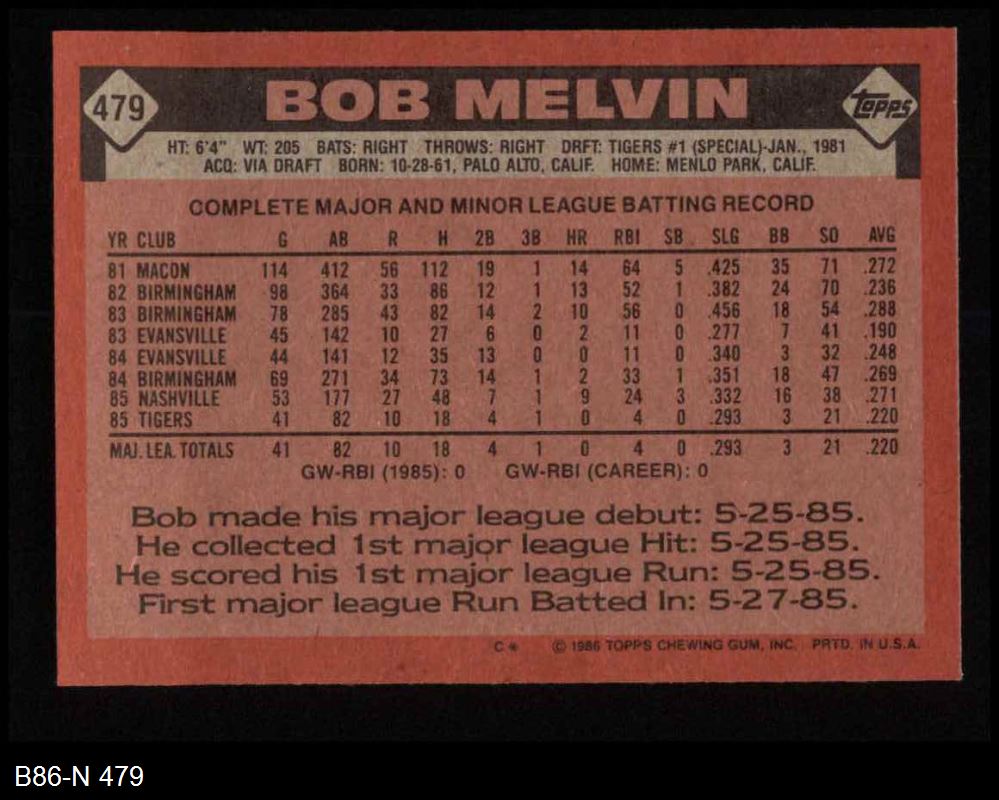 479
BOB MELVIN
TOPPS
HT: 6'4" WT: 205 BATS: RIGHT THROWS: RIGHT DRFT: TIGERS #1 (SPECIAL)-JAN., 1981
ACQ: VIA DRAFT BORN: 10-28-61, PALO ALTO, CALIF. HOME: MENLO PARK, CALIF.
COMPLETE MAJOR AND MINOR LEAGUE BATTING RECORD
YR CLUB G AB R H 2B 3B HR RBI SB SLG BB SO AVG
81 MACON 114 412 56 112 19 1 14 64 5 .425 35 71 .272
82 BIRMINGHAM 98 364 33 86 12 1 13 52 1 .382 24 70 .236
83 BIRMINGHAM 78 285 43 82 14 2 10 56 0 .456 18 54 .288
83 EVANSVILLE 45 142 10 27 6 0 2 11 0 .277 7 41 .190
84 EVANSVILLE 44 141 12 35 13 0 0 11 0 .340 3 32 .248
84 BIRMINGHAM 69 271 34 73 14 1 2 33 1 .351 18 47 .269
85 NASHVILLE 53 177 27 48 7 1 9 24 3 .332 16 38 .271
85 TIGERS 41 82 10 18 4 1 0 4 0 .293 3 21 .220
MAJ. LEA. TOTALS 41 82 10 18 4 1 0 4 0 .293 3 21 .220
GW-RBI (1985): 0 GW-RBI (CAREER): 0
Bob made his major league debut: 5-25-85.
He collected 1st major league Hit: 5-25-85.
He scored his 1st major league Run: 5-25-85.
First major league Run Batted In: 5-27-85.
C * © 1986 TOPPS CHEWING GUM, INC. PRTD. IN U.S.A.
B86-N 479